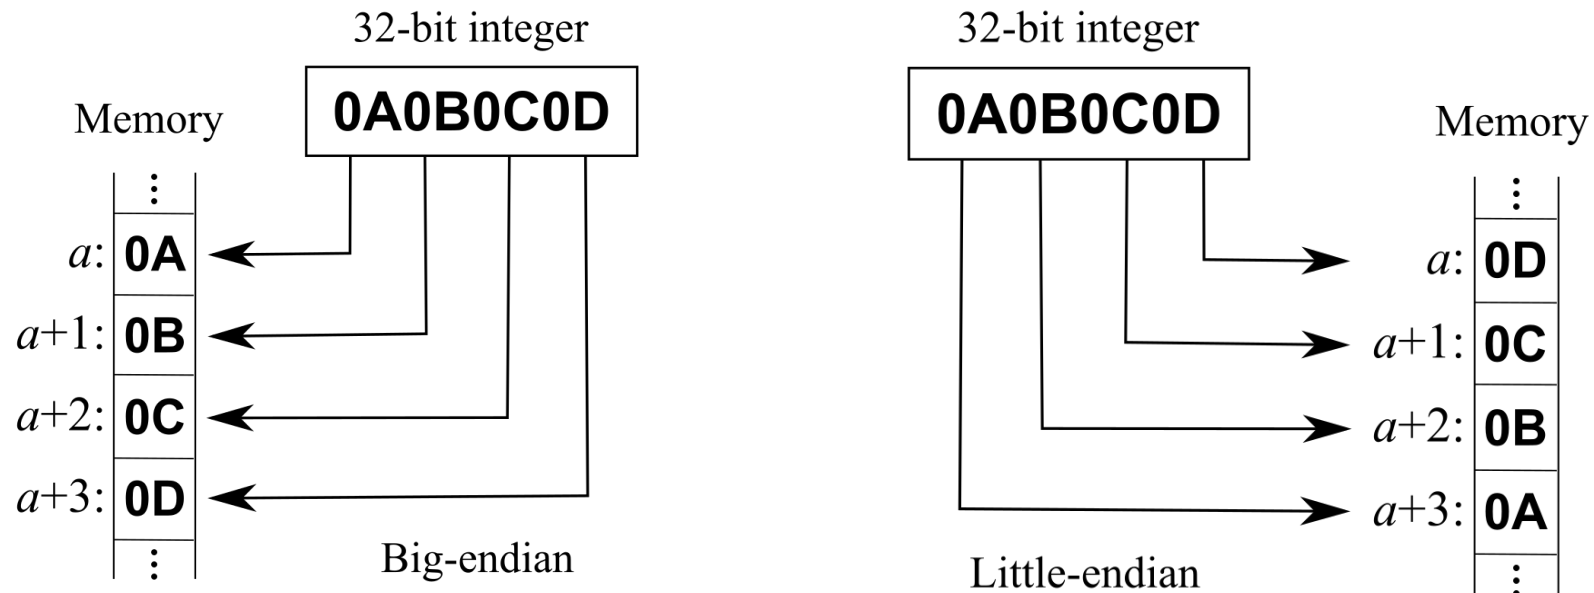 32-bit integer
0A0B0C0D
Memory
⋮
a: 0A
a+1: 0B
a+2: 0C
a+3: 0D
⋮
Big-endian
32-bit integer
0A0B0C0D
Memory
⋮
a: 0D
a+1: 0C
a+2: 0B
a+3: 0A
⋮
Little-endian